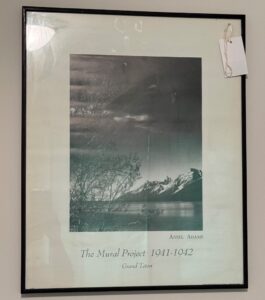 Ansel Adams
The Mural Project 1941-1942
Grand Teton